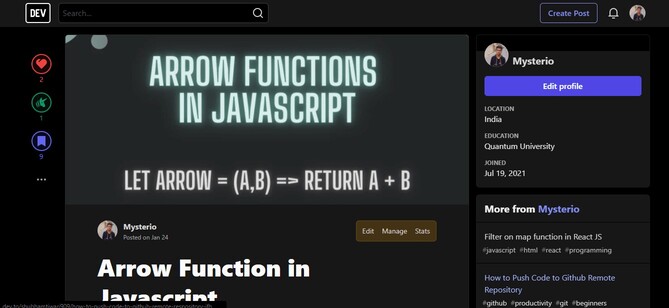 DEV
Search...
Create Post
ARROW FUNCTIONS
IN JAVASCRIPT
LET ARROW = (A,B) => RETURN A + B
2
1
9
Mysterio
Posted on Jan 24
Edit Manage Stats
Arrow Function in
Javascript
Mysterio
Edit profile
LOCATION
India
EDUCATION
Quantum University
JOINED
Jul 19, 2021
More from Mysterio
Filter on map function in React JS
#javascript #html #react #programming
How to Push Code to Github Remote
Repository
#github #productivity #git #beginners